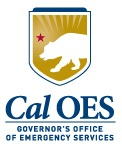 Cal OES
GOVERNOR'S OFFICE
OF EMERGENCY SERVICES